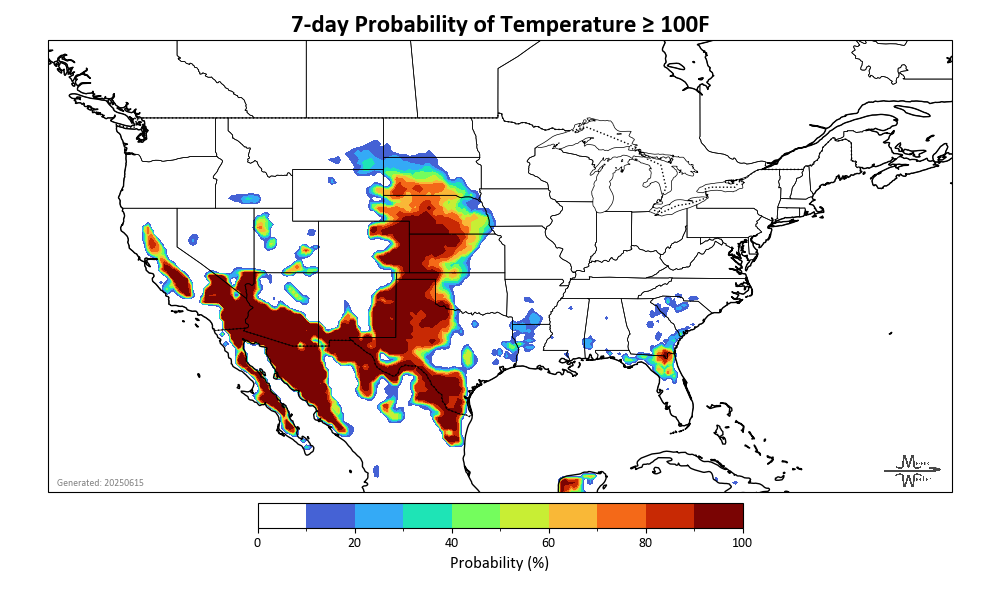 7-day Probability of Temperature ≥ 100F
Generated: 20250615
0 20 40 60 80 100
Probability (%)